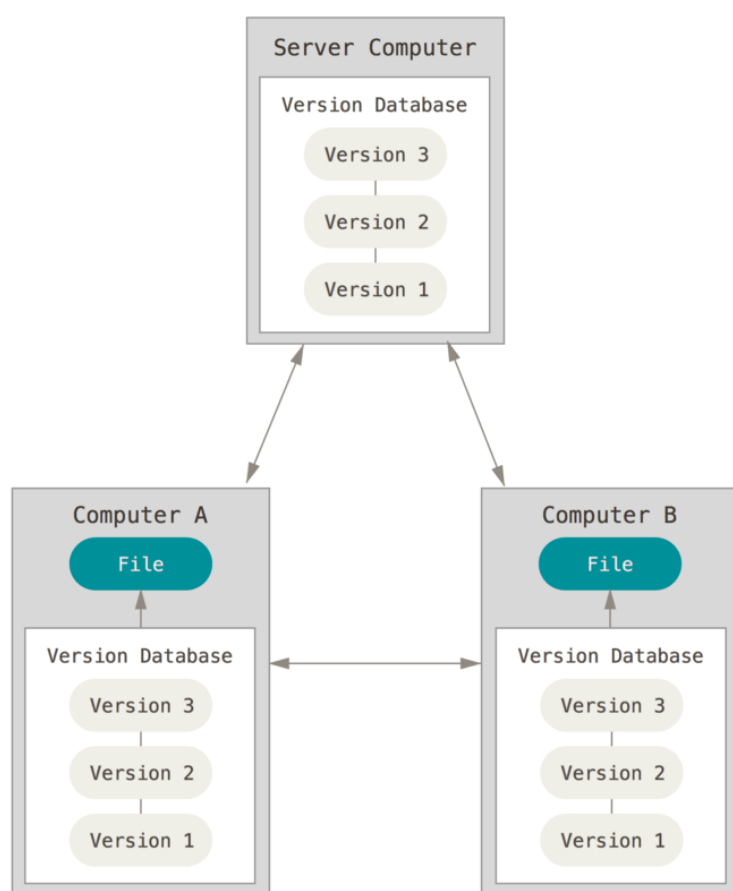 Server Computer
Version Database
Version 3
Version 2
Version 1
Computer A
File
Version Database
Version 3
Version 2
Version 1
Computer B
File
Version Database
Version 3
Version 2
Version 1